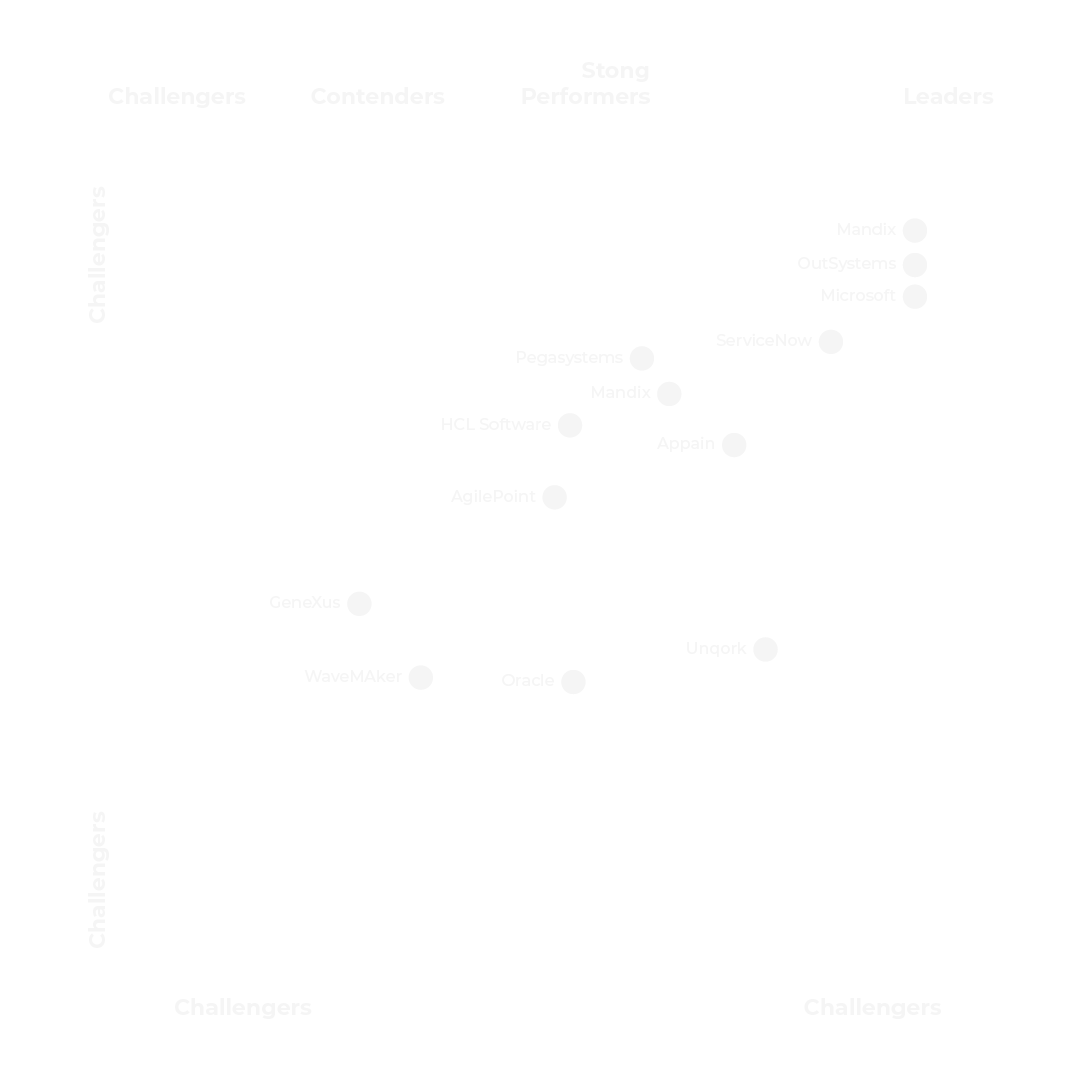 Stong
Challengers
Contenders
Performers
Leaders
Challengers
Mandix
OutSystems
Microsoft
ServiceNow
Pegasystems
Mandix
HCL Software
Appain
AgilePoint
GeneXus
Unqork
WaveMAker
Oracle
Challengers
Challengers
Challengers